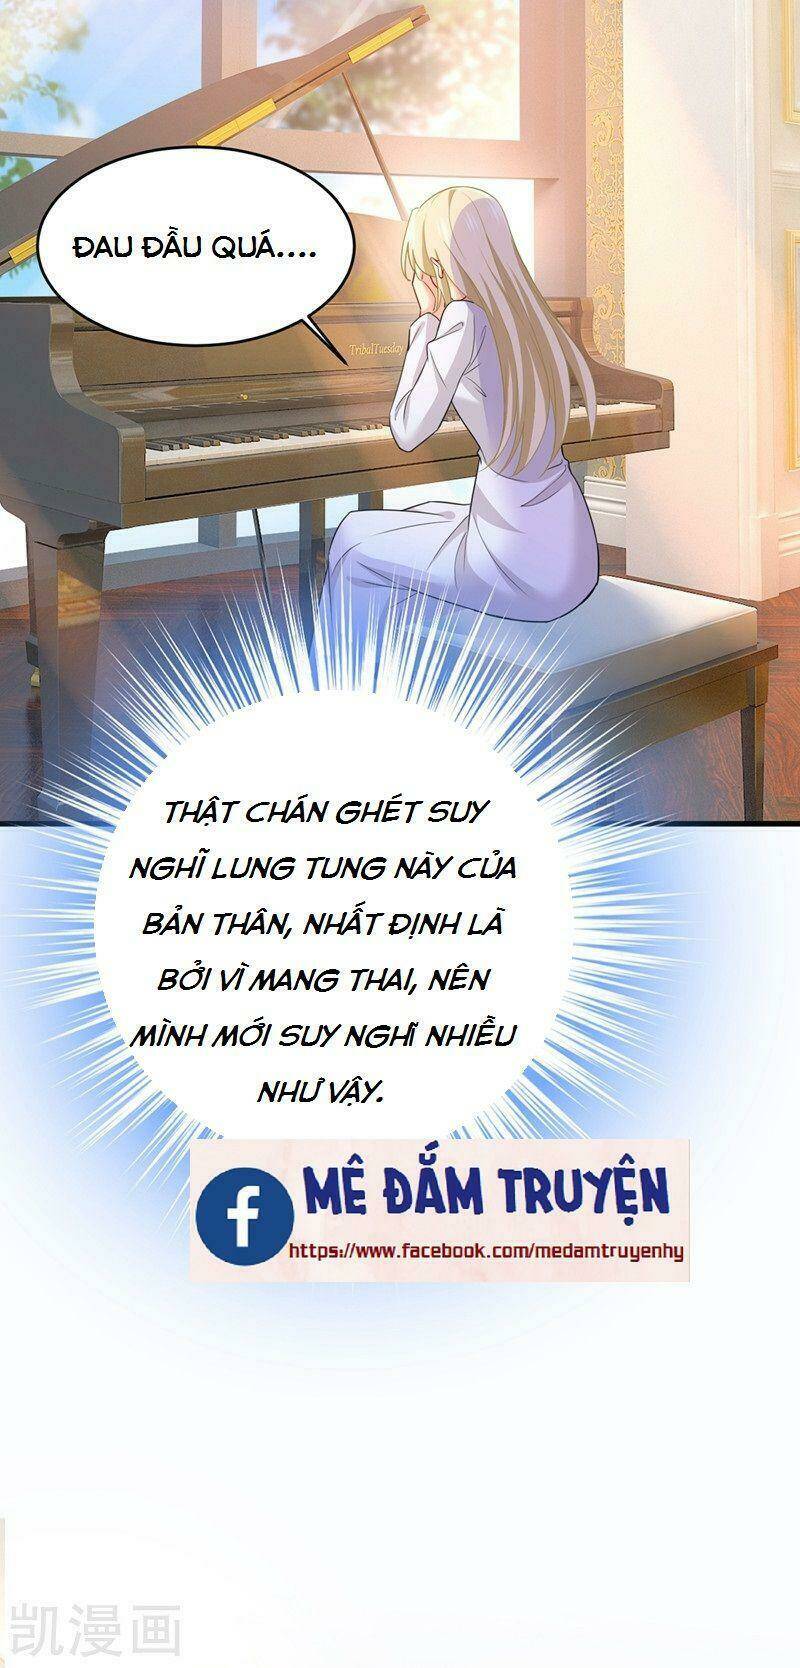 ĐAU ĐẦU QUÁ....
TribalTuesday
THẬT CHÁN GHÉT SUY
NGHĨ LUNG TUNG NÀY CỦA
BẢN THÂN, NHẤT ĐỊNH LÀ
BỞI VÌ MANG THAI, NÊN
MÌNH MỚI SUY NGHĨ NHIỀU
NHƯ VẬY.
MÊ ĐẮM TRUYỆN
https://www.facebook.com/medamtruyenhy
凯漫画